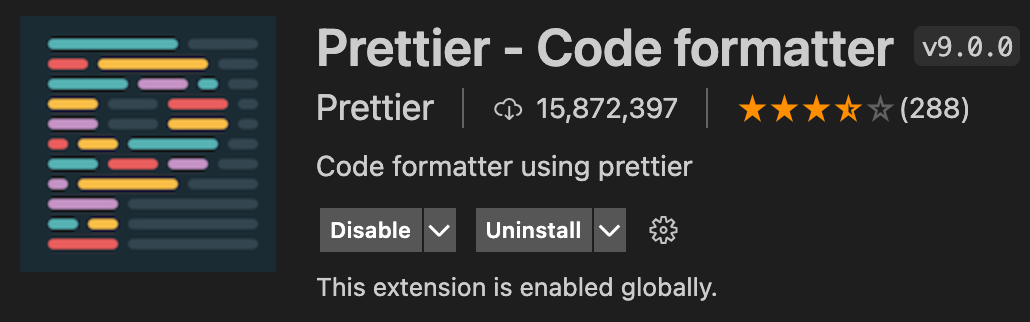 Prettier - Code formatter v9.0.0
Prettier 15,872,397 (288)
Code formatter using prettier
Disable Uninstall
This extension is enabled globally.